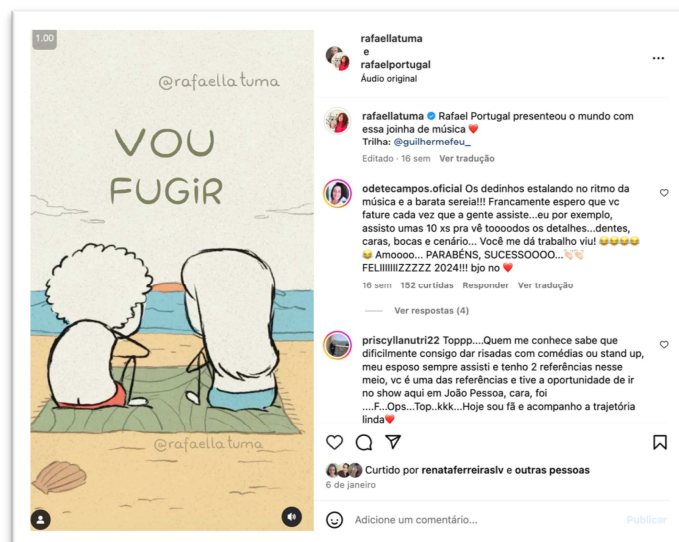 1.00
@rafaellatuma
VOU
FUGIR
@rafaellatuma
rafaellatuma
e
rafaelportugal
Áudio original
rafaellatuma Rafael Portugal presenteou o mundo com
essa joinha de música ❤️
Trilha: @guilhermefeu_
Editado · 16 sem Ver tradução
odetecampos.oficial Os dedinhos estalando no ritmo da
música e a barata sereia!!! Francamente espero que vc
fature cada vez que a gente assiste...eu por exemplo,
assisto umas 10 xs pra vê toooodos os detalhes...dentes,
caras, bocas e cenário... Você me dá trabalho viu! 😂😂😂😂
😂 Amoooo... PARABÉNS, SUCESSOOOO...👏🏻👏🏻
FELIIIIIIIZZZZZ 2024!!! bjo no ❤️
16 sem 152 curtidas Responder Ver tradução
Ver respostas (4)
priscyllanutri22 Topppp....Quem me conhece sabe que
dificilmente consigo dar risadas com comédias ou stand up,
meu esposo sempre assisti e tenho 2 referências nesse
meio, vc é uma das referências e tive a oportunidade de ir
no show aqui em João Pessoa, cara, foi
....F...Ops...Top..kkk...Hoje sou fã e acompanho a trajetória
linda❤️
Curtido por renataferreiraslv e outras pessoas
6 de janeiro
Adicione um comentário...
Publicar